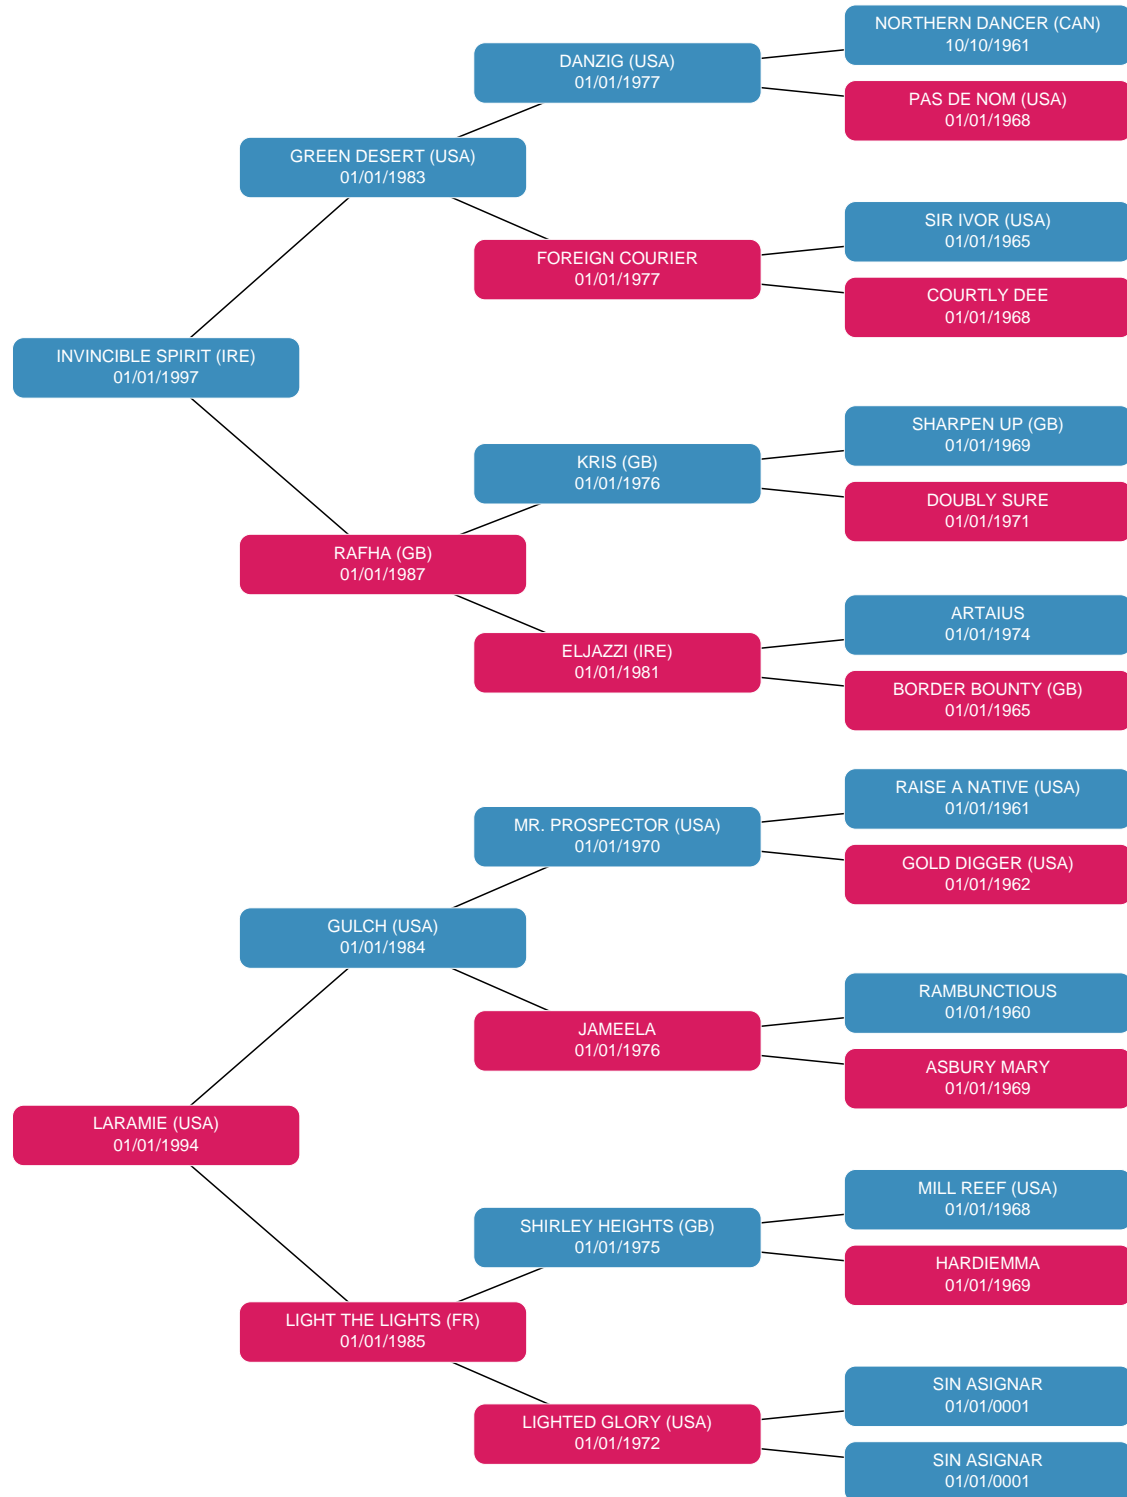 NORTHERN DANCER (CAN)
10/10/1961
DANZIG (USA)
01/01/1977
PAS DE NOM (USA)
01/01/1968
GREEN DESERT (USA)
01/01/1983
SIR IVOR (USA)
01/01/1965
FOREIGN COURIER
01/01/1977
COURTLY DEE
01/01/1968
INVINCIBLE SPIRIT (IRE)
01/01/1997
SHARPEN UP (GB)
01/01/1969
KRIS (GB)
01/01/1976
DOUBLY SURE
01/01/1971
RAFHA (GB)
01/01/1987
ARTAIUS
01/01/1974
ELJAZZI (IRE)
01/01/1981
BORDER BOUNTY (GB)
01/01/1965
RAISE A NATIVE (USA)
01/01/1961
MR. PROSPECTOR (USA)
01/01/1970
GOLD DIGGER (USA)
01/01/1962
GULCH (USA)
01/01/1984
RAMBUNCTIOUS
01/01/1960
JAMEELA
01/01/1976
ASBURY MARY
01/01/1969
LARAMIE (USA)
01/01/1994
MILL REEF (USA)
01/01/1968
SHIRLEY HEIGHTS (GB)
01/01/1975
HARDIEMMA
01/01/1969
LIGHT THE LIGHTS (FR)
01/01/1985
SIN ASIGNAR
01/01/0001
LIGHTED GLORY (USA)
01/01/1972
SIN ASIGNAR
01/01/0001